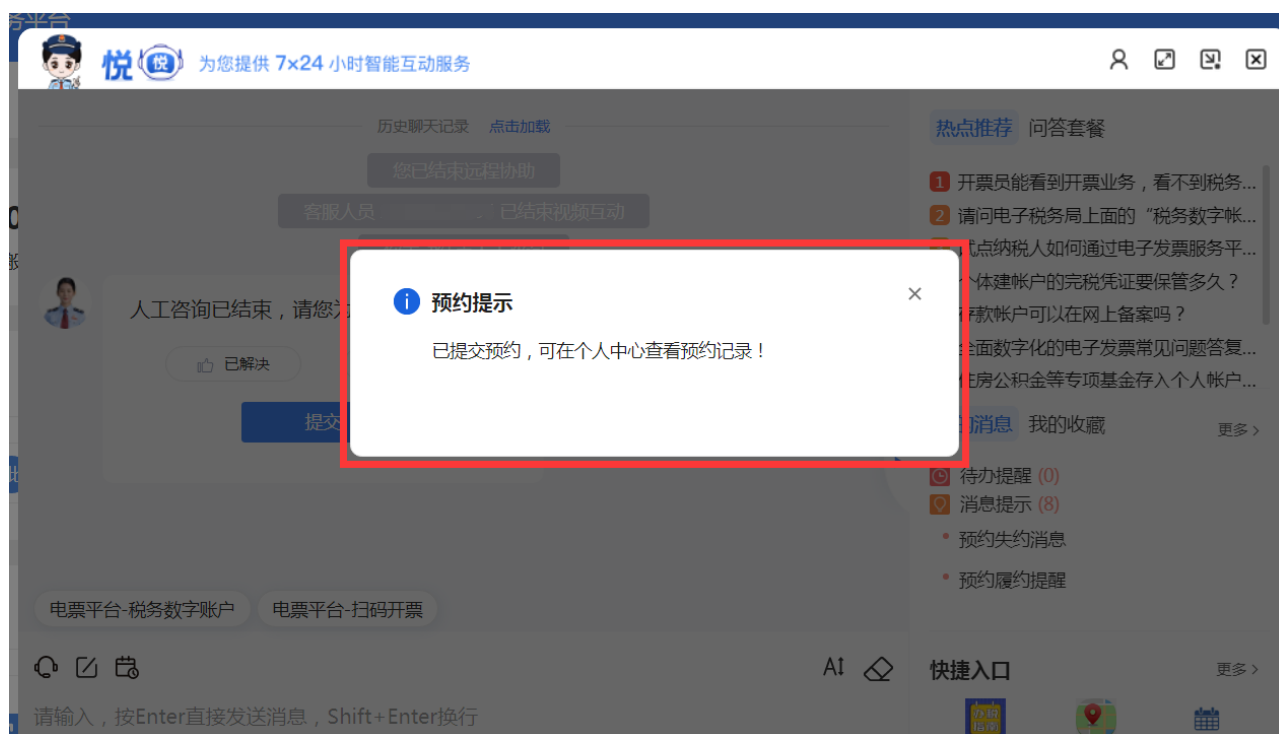 务平台
悦
悦
为您提供 7×24 小时智能互动服务
历史聊天记录 点击加载
您已结束远程协助
客服人员 已结束视频互动
人工咨询已结束，请您为
已解决
提交
预约提示
已提交预约，可在个人中心查看预约记录！
电票平台-税务数字账户
电票平台-扫码开票
请输入，按Enter直接发送消息，Shift+Enter换行
热点推荐 问答套餐
1 开票员能看到开票业务，看不到税务...
2 请问电子税务局上面的“税务数字帐...
试点纳税人如何通过电子发票服务平...
个体建帐户的完税凭证要保管多久？
存款帐户可以在网上备案吗？
全面数字化的电子发票常见问题答复...
住房公积金等专项基金存入个人帐户...
消息 我的收藏 更多>
待办提醒 (0)
消息提示 (8)
预约失约消息
预约履约提醒
快捷入口 更多>